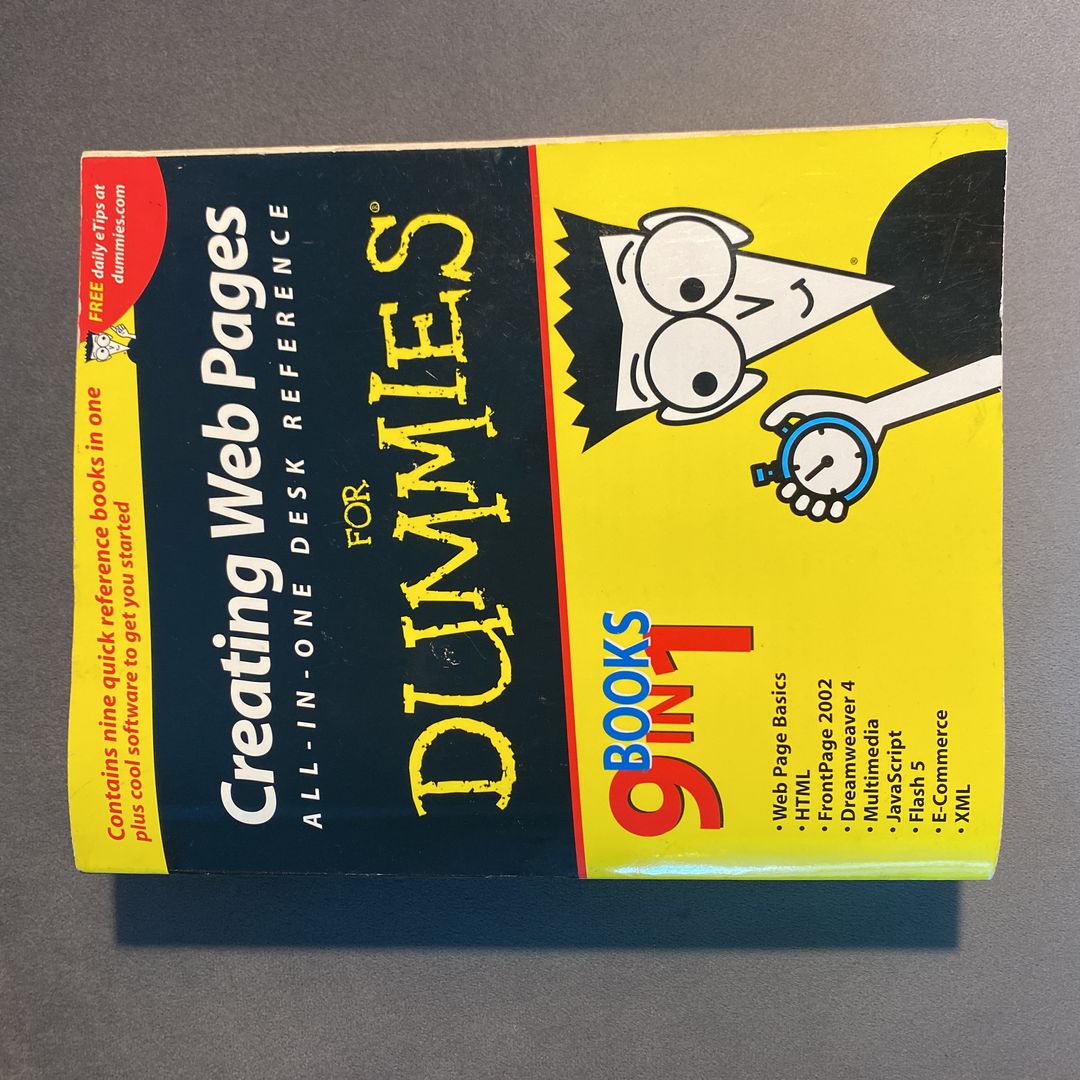 Contains nine quick reference books in one
plus cool software to get you started
FREE daily eTips at
dummies.com
Creating Web Pages
ALL-IN-ONE DESK REFERENCE
FOR
DUMMIES®
®
9 BOOKS
IN 1
• Web Page Basics
• HTML
• FrontPage 2002
• Dreamweaver 4
• Multimedia
• JavaScript
• Flash 5
• E-Commerce
• XML